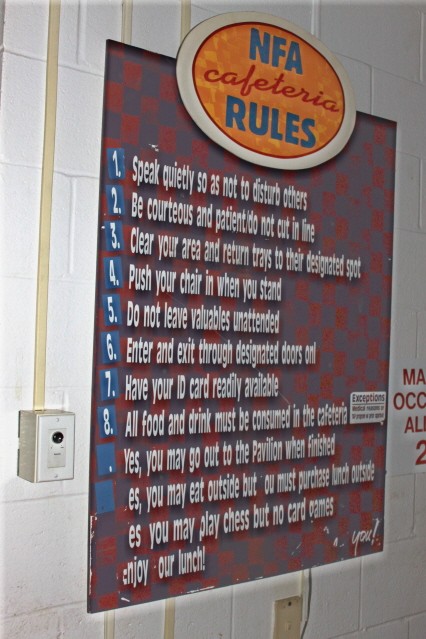 NFA
cafeteria
RULES
1. Speak quietly so as not to disturb others
2. Be courteous and patient/do not cut in line
3. Clear your area and return trays to their designated spot
4. Push your chair in when you stand
5. Do not leave valuables unattended
6. Enter and exit through designated doors onl
7. Have your ID card readily available
8. All food and drink must be consumed in the cafeteria
Exceptions
Medical reasons or
. Yes, you may go out to the Pavilion when finished
es, you may eat outside but ou must purchase lunch outside
es you may play chess but no card games
Enjoy our lunch!
you!
MA
OCC
AL
2